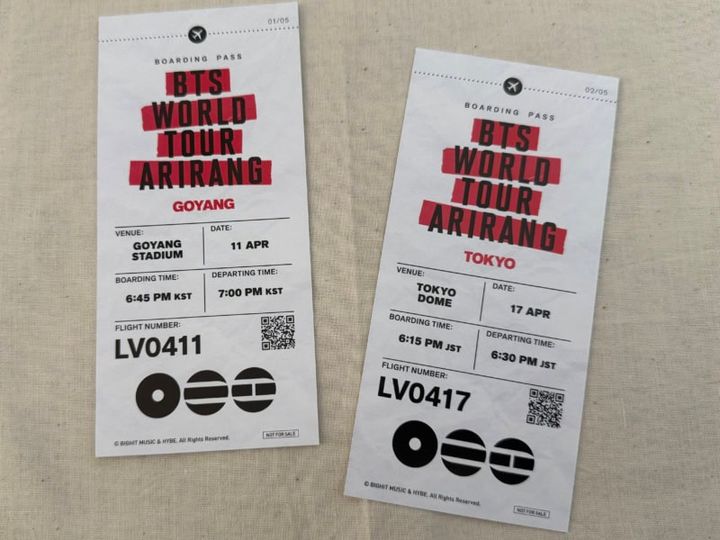 01/05
BOARDING PASS
BTS
WORLD
TOUR
ARIRANG
GOYANG
VENUE:
GOYANG
STADIUM
DATE:
11 APR
BOARDING TIME:
6:45 PM KST
DEPARTING TIME:
7:00 PM KST
FLIGHT NUMBER:
LV0411
© BIGHIT MUSIC & HYBE. All Rights Reserved.
NOT FOR SALE
02/05
BOARDING PASS
BTS
WORLD
TOUR
ARIRANG
TOKYO
VENUE:
TOKYO
DOME
DATE:
17 APR
BOARDING TIME:
6:15 PM JST
DEPARTING TIME:
6:30 PM JST
FLIGHT NUMBER:
LV0417
© BIGHIT MUSIC & HYBE. All Rights Reserved.
NOT FOR SALE